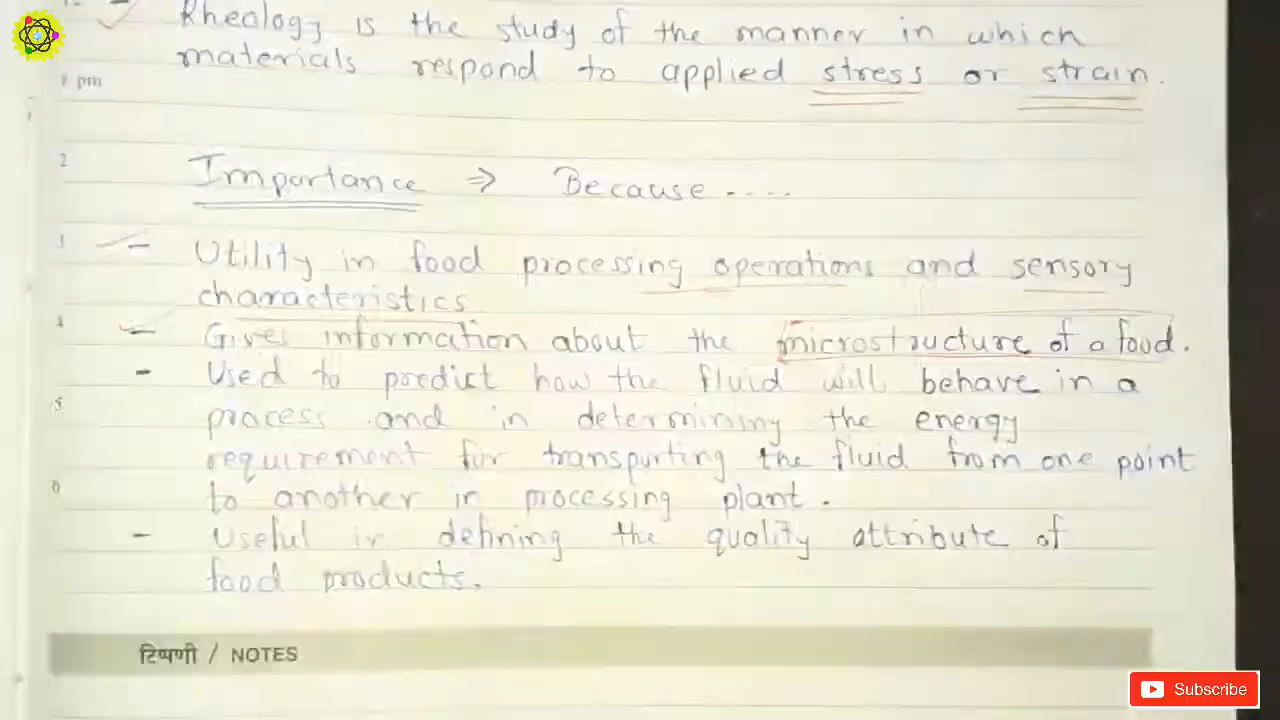 Rheology is the study of the manner in which
materials respond to applied stress or strain.
pm
2
Importance ⇒ Because ....
- Utility in food processing operations and sensory
characteristics
4
- Gives information about the microstructure of a food.
- Used to predict how the fluid will behave in a
5
process and in determining the energy
requirement for transporting the fluid from one point
to another in processing plant.
- Useful in defining the quality attribute of
food products.
टिप्पणी / NOTES
Subscribe